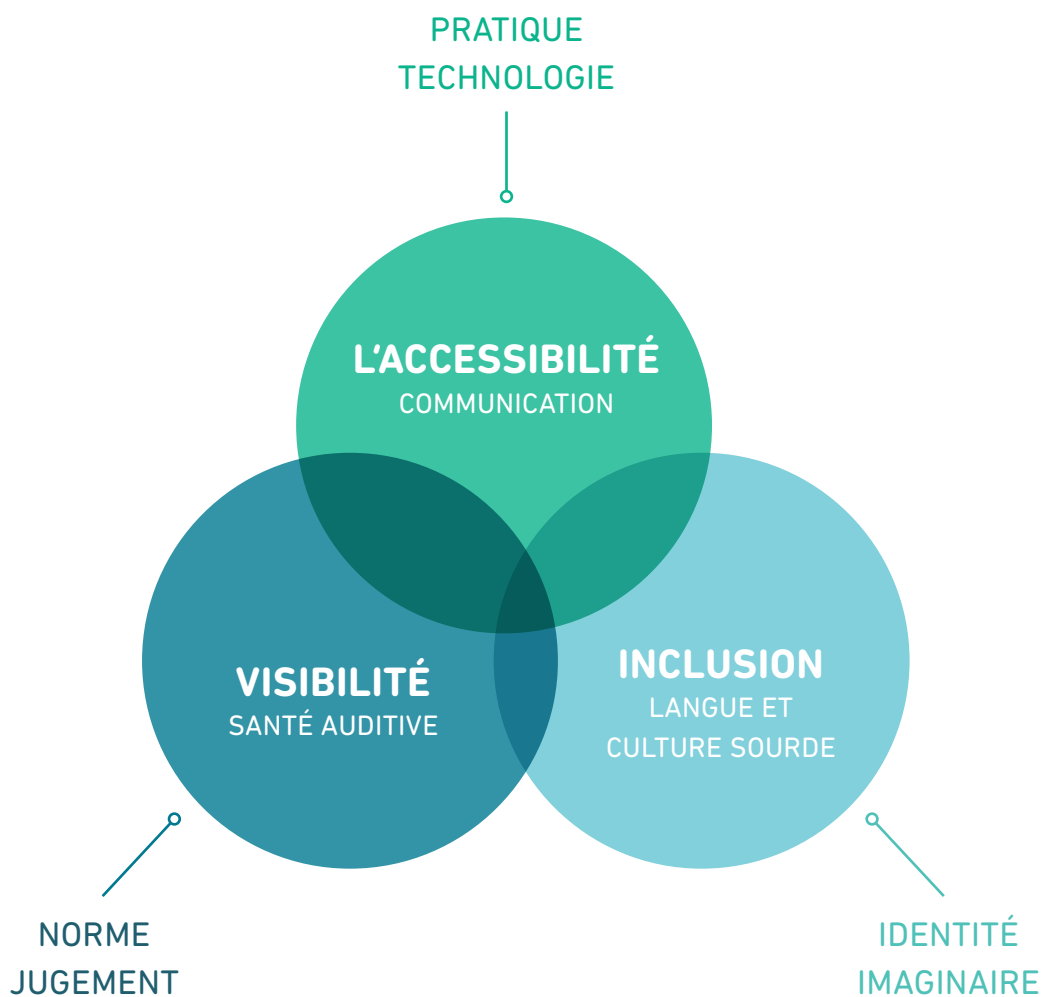 PRATIQUE
TECHNOLOGIE
L'ACCESSIBILITÉ
COMMUNICATION
VISIBILITÉ
SANTÉ AUDITIVE
INCLUSION
LANGUE ET
CULTURE SOURDE
NORME
JUGEMENT
IDENTITÉ
IMAGINAIRE